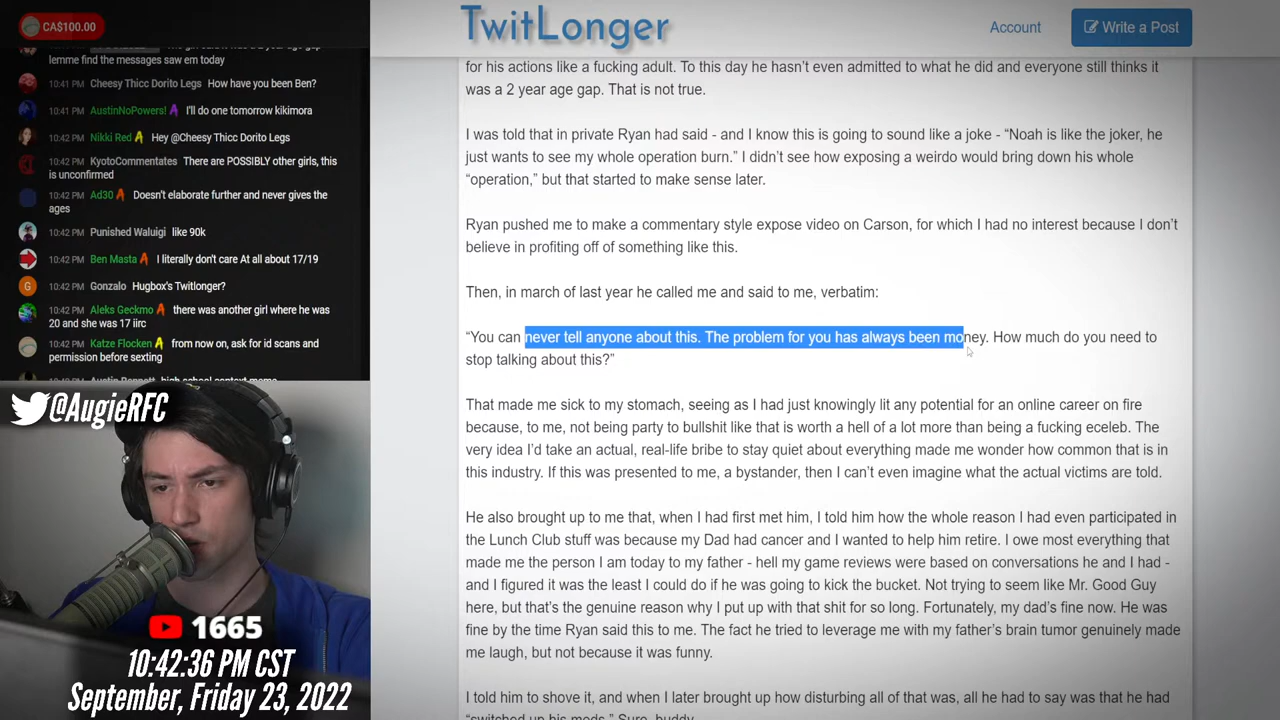 CA$100.00
lemme find the messages saw em today
10:41 PM Cheesy Thicc Dorito Legs How have you been Ben?
10:41 PM AustinNoPowers! I'll do one tomorrow kikimora
10:42 PM Nikki Red Hey @Cheesy Thicc Dorito Legs
10:42 PM KyotoCommentates There are POSSIBLY other girls, this
is unconfirmed
10:42 PM Ad30 Doesn't elaborate further and never gives the
ages
10:42 PM Punished Waluigi like 90k
10:42 PM Ben Masta I literally don't care At all about 17/19
10:42 PM Gonzalo Hugbox's Twitlonger?
10:42 PM Aleks Geckmo there was another girl where he was
20 and she was 17 iirc
10:42 PM Katze Flocken from now on, ask for id scans and
permission before sexting
@AugieRFC
1665
10:42:36 PM CST
September, Friday 23, 2022
TwitLonger
Account
Write a Post
for his actions like a fucking adult. To this day he hasn't even admitted to what he did and everyone still thinks it
was a 2 year age gap. That is not true.
I was told that in private Ryan had said - and I know this is going to sound like a joke - “Noah is like the joker, he
just wants to see my whole operation burn.” I didn't see how exposing a weirdo would bring down his whole
“operation,” but that started to make sense later.
Ryan pushed me to make a commentary style expose video on Carson, for which I had no interest because I don't
believe in profiting off of something like this.
Then, in march of last year he called me and said to me, verbatim:
“You can never tell anyone about this. The problem for you has always been money. How much do you need to
stop talking about this?”
That made me sick to my stomach, seeing as I had just knowingly lit any potential for an online career on fire
because, to me, not being party to bullshit like that is worth a hell of a lot more than being a fucking eceleb. The
very idea I'd take an actual, real-life bribe to stay quiet about everything made me wonder how common that is in
this industry. If this was presented to me, a bystander, then I can't even imagine what the actual victims are told.
He also brought up to me that, when I had first met him, I told him how the whole reason I had even participated in
the Lunch Club stuff was because my Dad had cancer and I wanted to help him retire. I owe most everything that
made me the person I am today to my father - hell my game reviews were based on conversations he and I had -
and I figured it was the least I could do if he was going to kick the bucket. Not trying to seem like Mr. Good Guy
here, but that's the genuine reason why I put up with that shit for so long. Fortunately, my dad's fine now. He was
fine by the time Ryan said this to me. The fact he tried to leverage me with my father's brain tumor genuinely made
me laugh, but not because it was funny.
I told him to shove it, and when I later brought up how disturbing all of that was, all he had to say was that he had
“switched up his meds.” Sure, buddy.